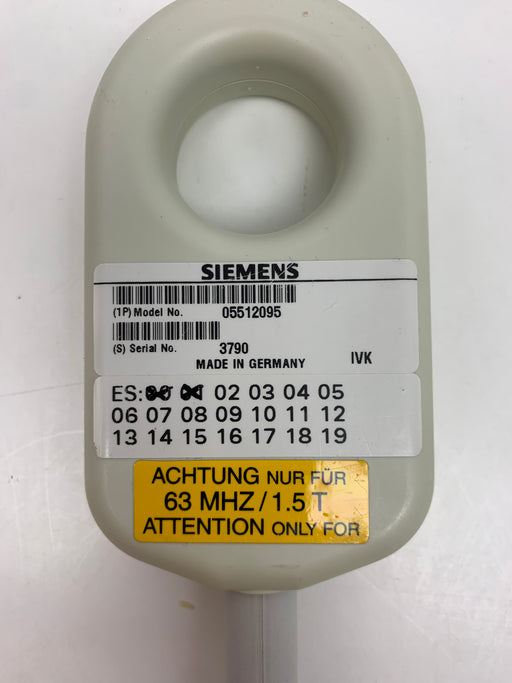 SIEMENS
(1P) Model No. 05512095
(S) Serial No. 3790
MADE IN GERMANY IVK
ES: 02 03 04 05
06 07 08 09 10 11 12
13 14 15 16 17 18 19
ACHTUNG NUR FÜR
63 MHZ / 1.5 T
ATTENTION ONLY FOR